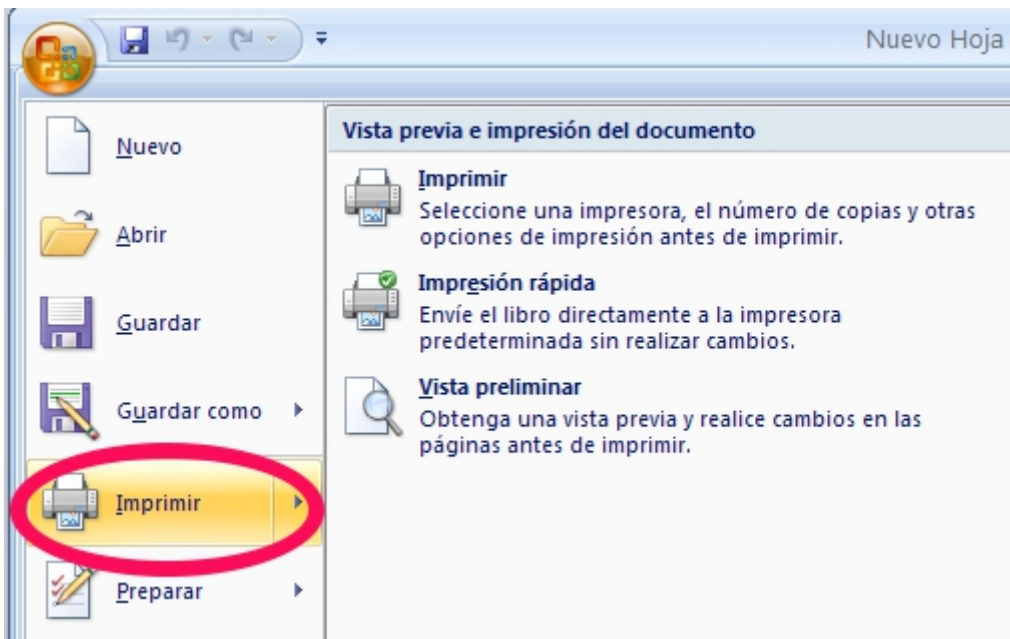 Nuevo Hoja
Nuevo
Abrir
Guardar
Guardar como
Imprimir
Preparar
Vista previa e impresión del documento
Imprimir
Seleccione una impresora, el número de copias y otras
opciones de impresión antes de imprimir.
Impresión rápida
Envíe el libro directamente a la impresora
predeterminada sin realizar cambios.
Vista preliminar
Obtenga una vista previa y realice cambios en las
páginas antes de imprimir.